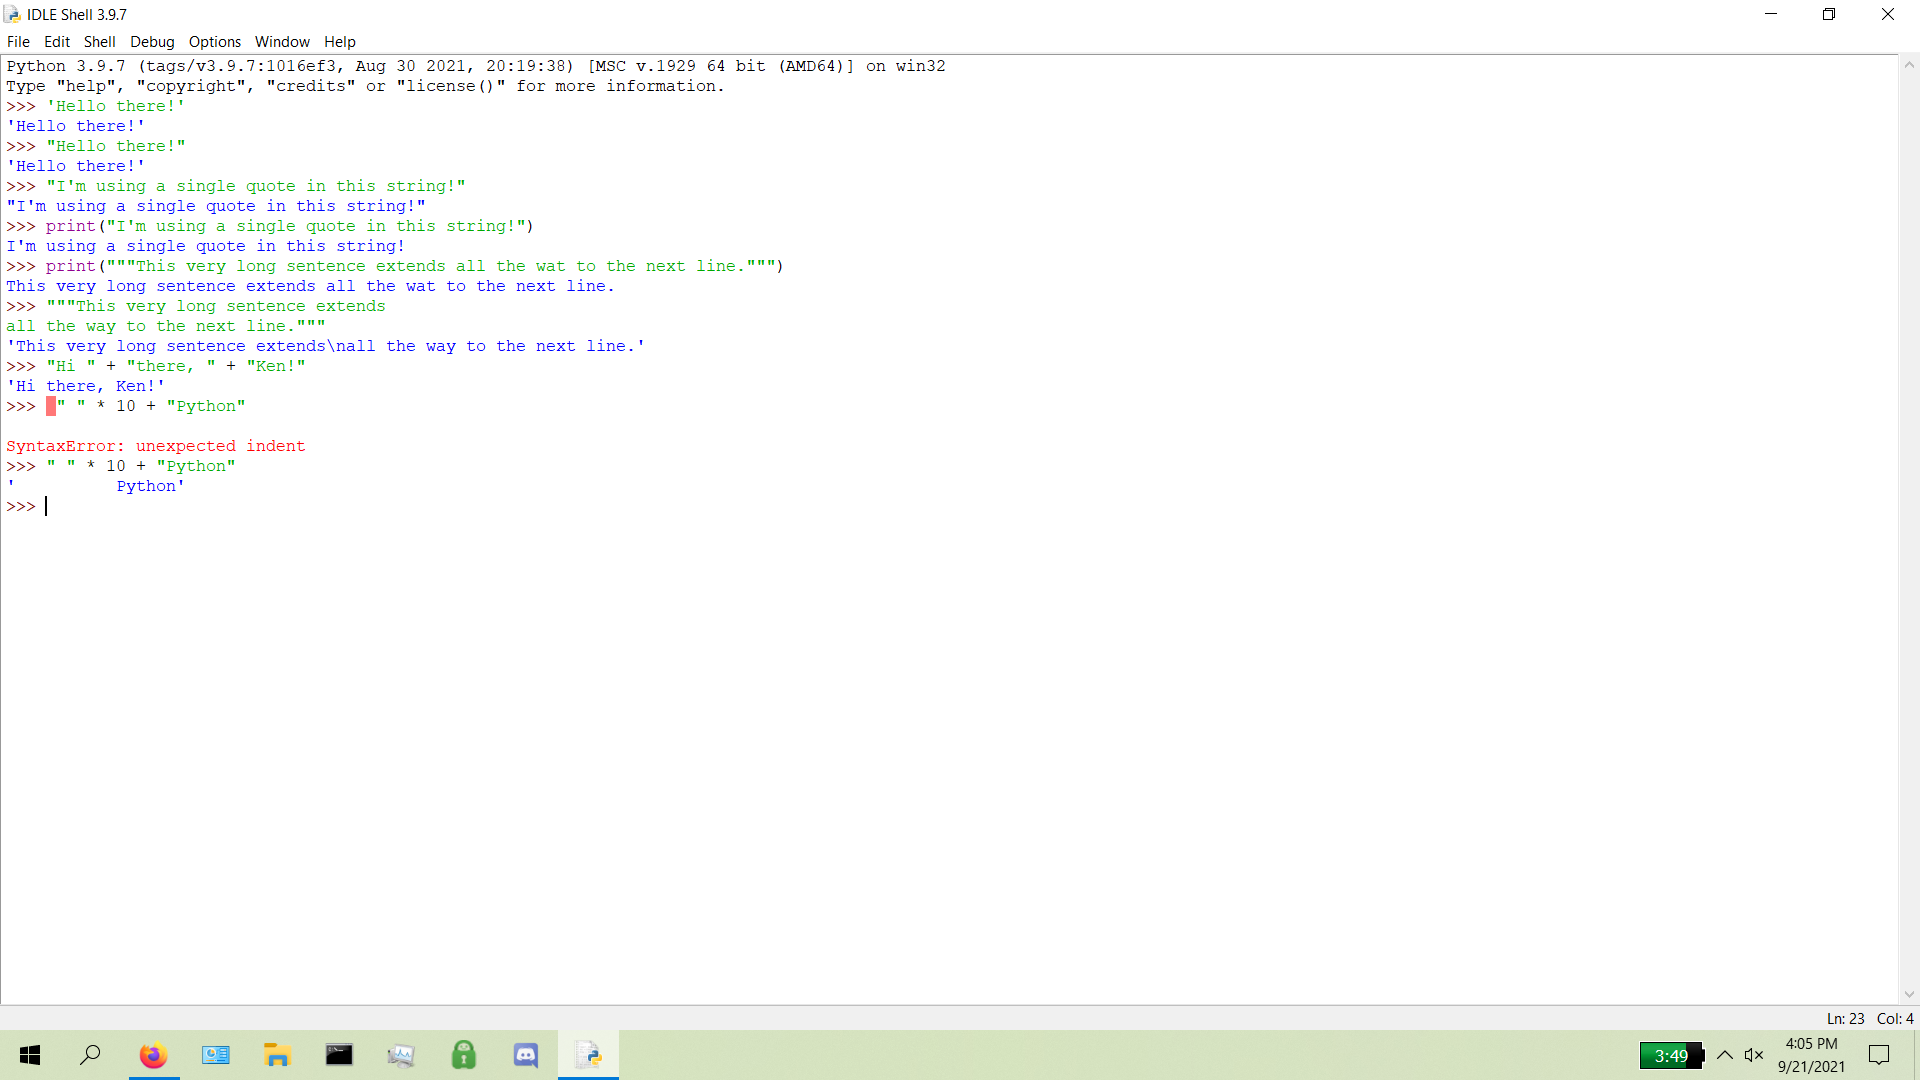 IDLE Shell 3.9.7
File Edit Shell Debug Options Window Help
Python 3.9.7 (tags/v3.9.7:1016ef3, Aug 30 2021, 20:19:38) [MSC v.1929 64 bit (AMD64)] on win32
Type "help", "copyright", "credits" or "license()" for more information.
>>> 'Hello there!'
'Hello there!'
>>> "Hello there!"
'Hello there!'
>>> "I'm using a single quote in this string!"
"I'm using a single quote in this string!"
>>> print("I'm using a single quote in this string!")
I'm using a single quote in this string!
>>> print("""This very long sentence extends all the wat to the next line.""")
This very long sentence extends all the wat to the next line.
>>> """This very long sentence extends
all the way to the next line."""
'This very long sentence extends\nall the way to the next line.'
>>> "Hi " + "there, " + "Ken!"
'Hi there, Ken!'
>>>  " " * 10 + "Python"
SyntaxError: unexpected indent
>>> " " * 10 + "Python"
'          Python'
>>>
Ln: 23 Col: 4
3:49
4:05 PM
9/21/2021